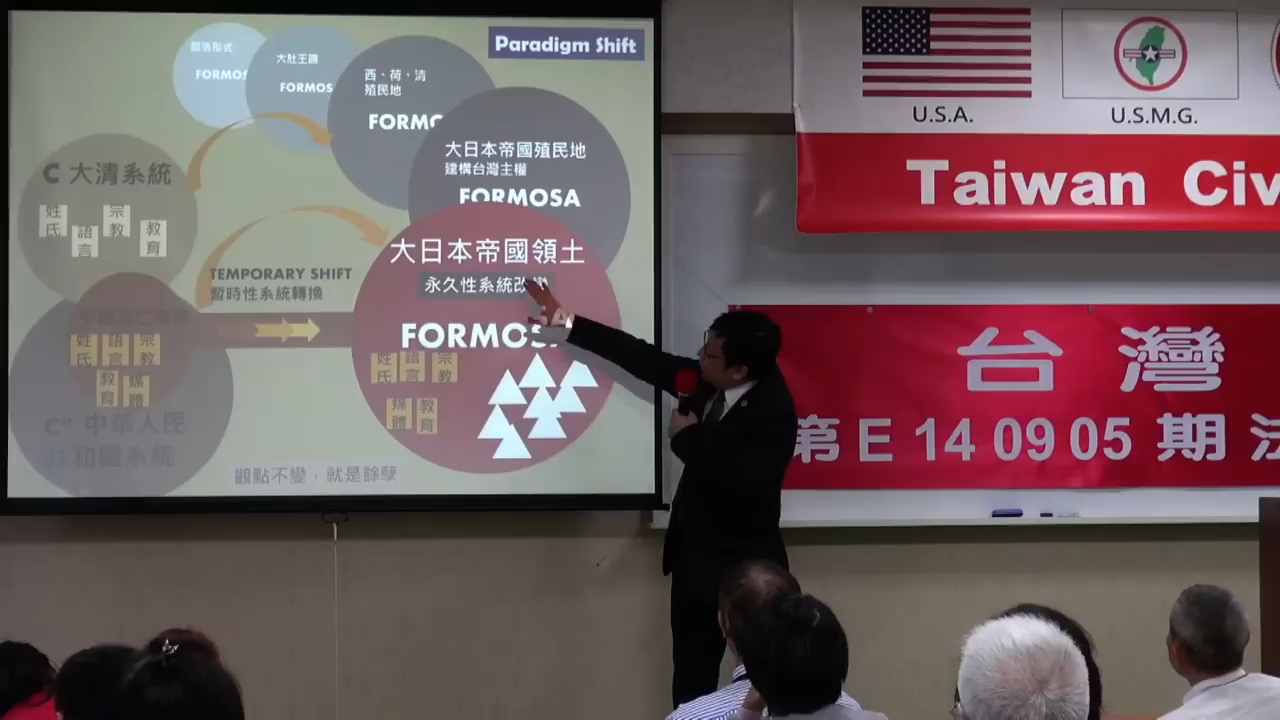 Paradigm Shift
部落形式
FORMOS
大肚王國
FORMOS
西、荷、清
殖民地
FORMO
大日本帝國殖民地
建構台灣主權
FORMOSA
C 大清系統
姓氏
語言
宗教
教育
大日本帝國領土
永久性系統改變
FORMOSA
TEMPORARY SHIFT
暫時性系統轉換
姓氏
語言
宗教
教育
媒體
姓氏
語言
宗教
媒體
教育
C" 中華人民
共和國系統
觀點不變，就是餘孽
U.S.A.
U.S.M.G.
Taiwan Civ
台灣
第 E 14 09 05 期 法